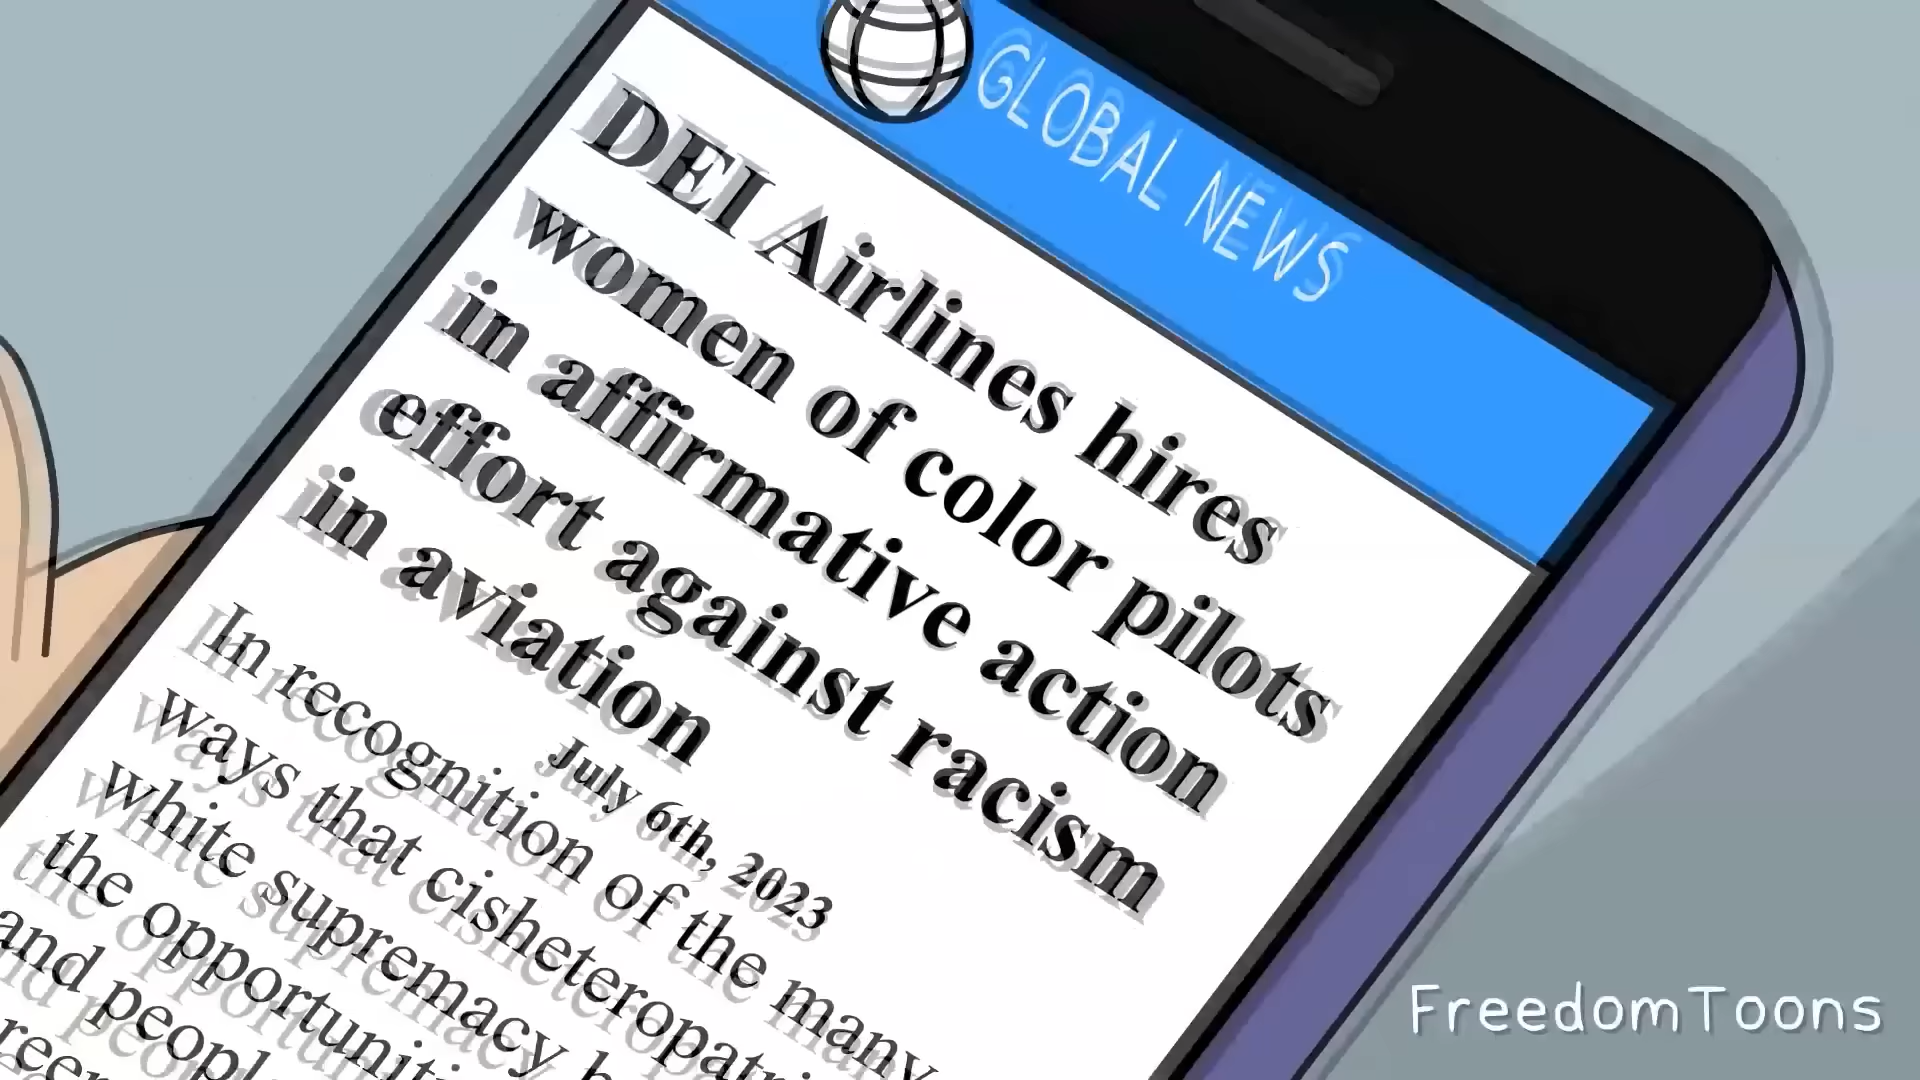 GLOBAL NEWS
DEI Airlines hires
women of color pilots
in affirmative action
effort against racism
in aviation
July 6th, 2023
In recognition of the many
ways that cisheteropatri
white supremacy
the opportuniti
and peopl
FreedomToons